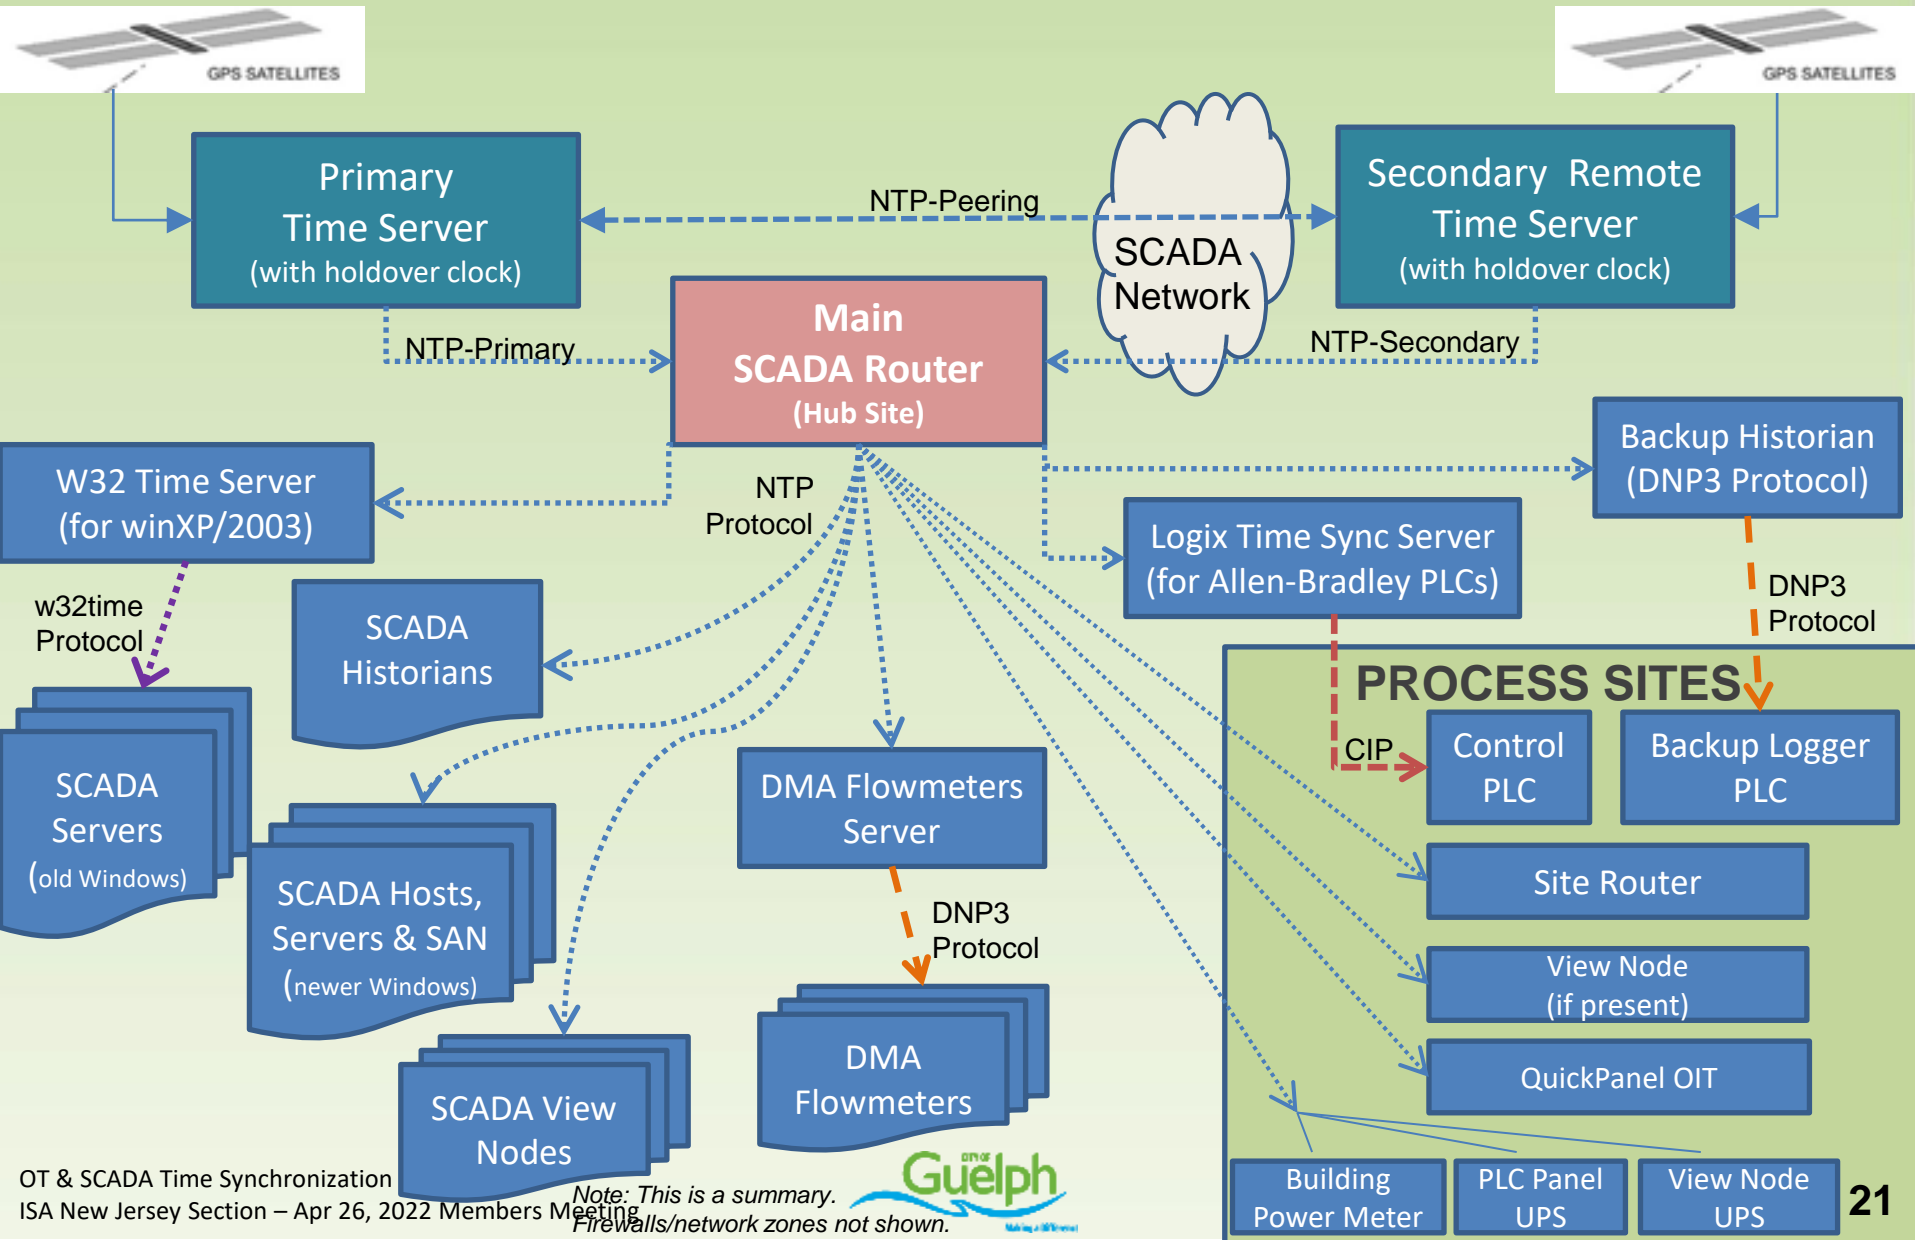 GPS SATELLITES
GPS SATELLITES
Primary
Time Server
(with holdover clock)
NTP-Peering
SCADA
Network
Secondary Remote
Time Server
(with holdover clock)
NTP-Primary
Main
SCADA Router
(Hub Site)
NTP-Secondary
W32 Time Server
(for winXP/2003)
NTP
Protocol
Logix Time Sync Server
(for Allen-Bradley PLCs)
Backup Historian
(DNP3 Protocol)
w32time
Protocol
SCADA
Historians
DNP3
Protocol
PROCESS SITES
SCADA
Servers
(old Windows)
SCADA Hosts,
Servers & SAN
(newer Windows)
DMA Flowmeters
Server
CIP
Control
PLC
Backup Logger
PLC
Site Router
DNP3
Protocol
View Node
(if present)
SCADA View
Nodes
DMA
Flowmeters
QuickPanel OIT
Building
Power Meter
PLC Panel
UPS
View Node
UPS
OT & SCADA Time Synchronization
ISA New Jersey Section – Apr 26, 2022 Members Meeting
Note: This is a summary.
Firewalls/network zones not shown.
CITY OF
Guelph
Making a Difference
21